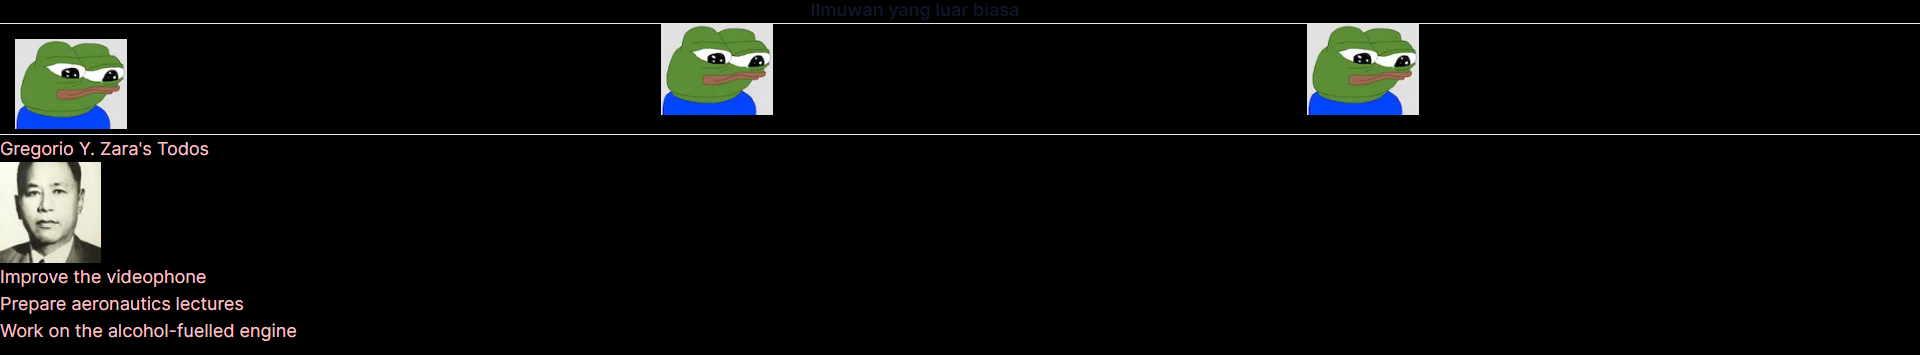 Ilmuwan yang luar biasa
Gregorio Y. Zara's Todos
Improve the videophone
Prepare aeronautics lectures
Work on the alcohol-fuelled engine